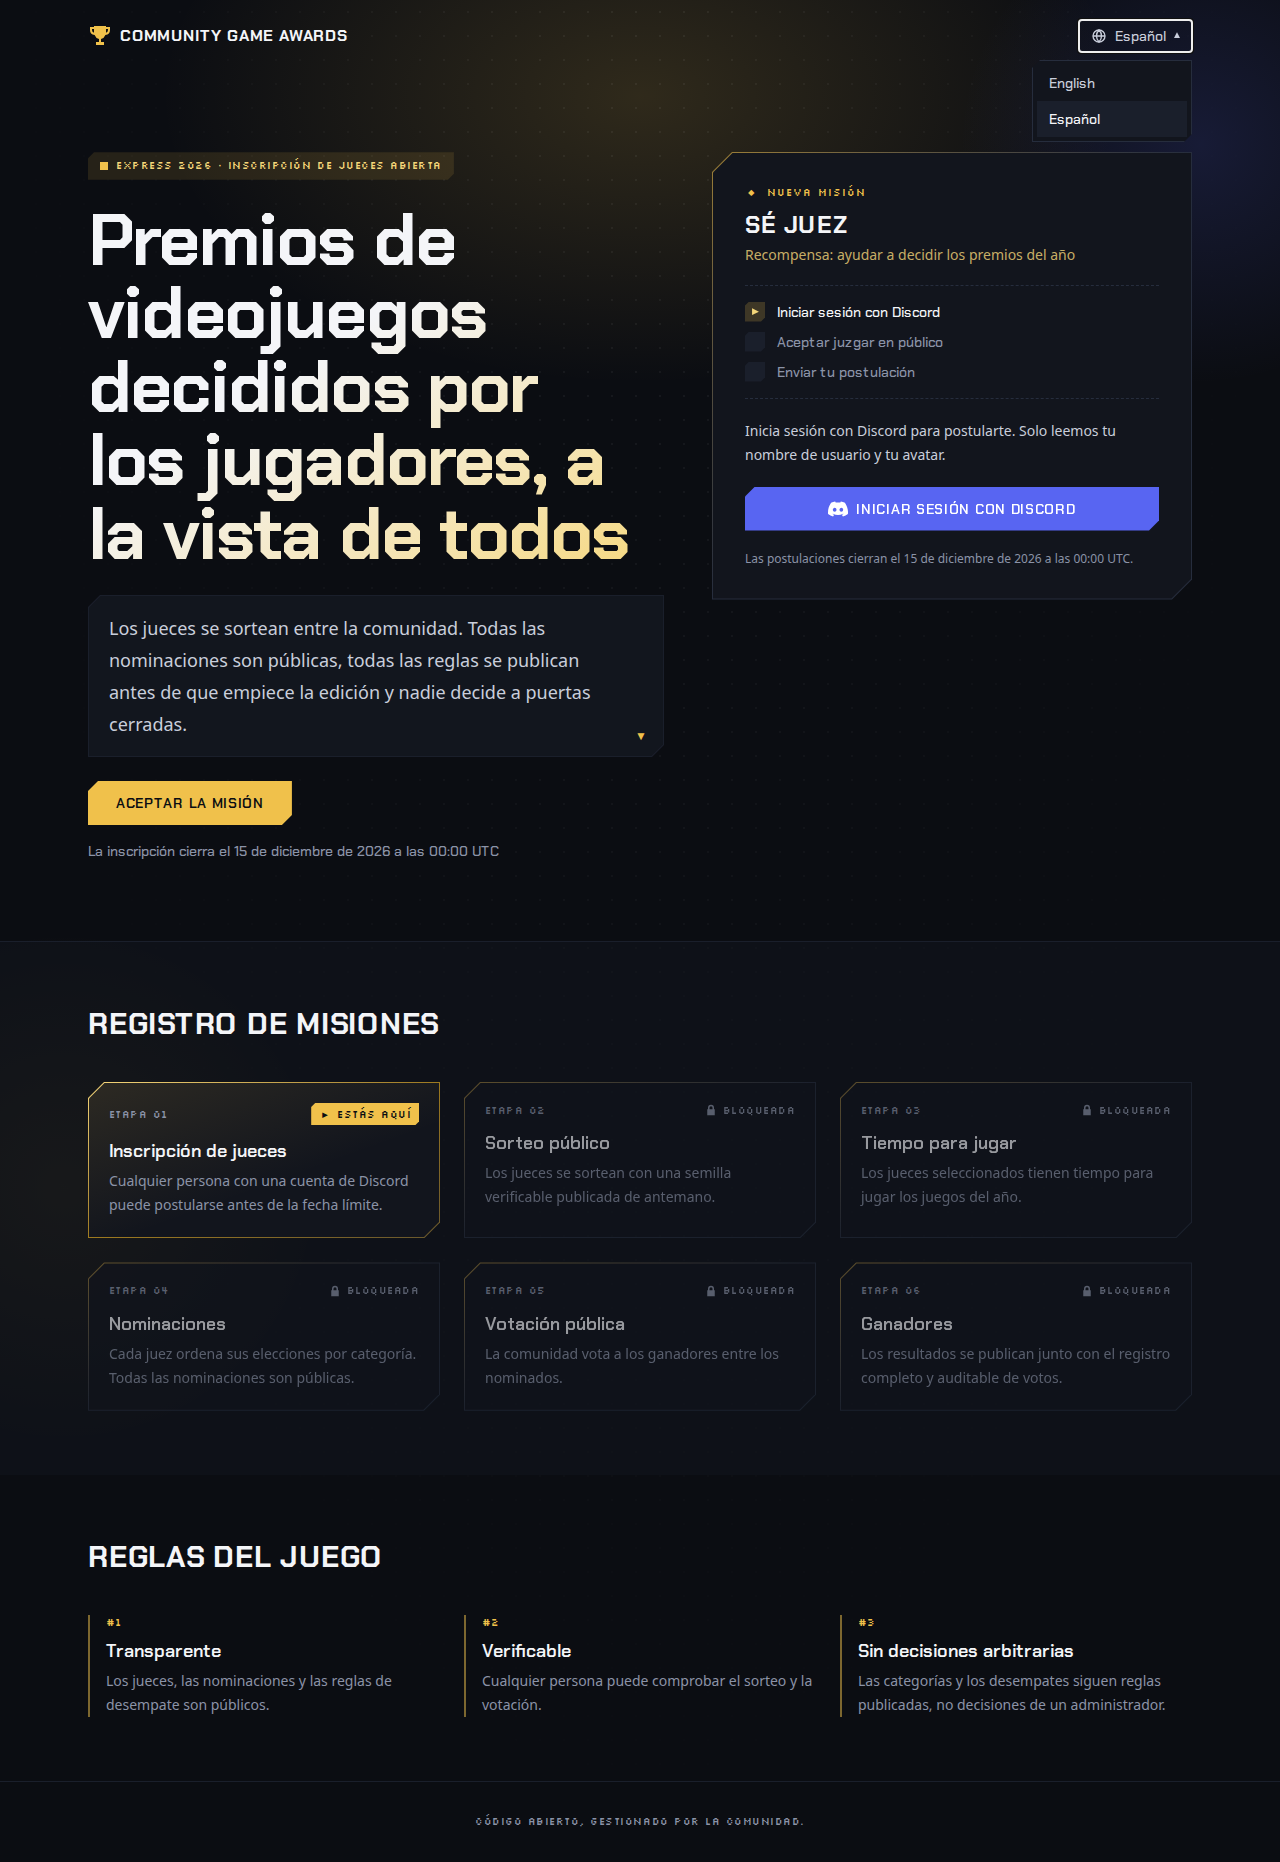 COMMUNITY GAME AWARDS
Español
English
Español
EXPRESS 2026 · INSCRIPCIÓN DE JUECES ABIERTA
Premios de
videojuegos
decididos por
los jugadores, a
la vista de todos
Los jueces se sortean entre la comunidad. Todas las
nominaciones son públicas, todas las reglas se publican
antes de que empiece la edición y nadie decide a puertas
cerradas.
ACEPTAR LA MISIÓN
La inscripción cierra el 15 de diciembre de 2026 a las 00:00 UTC
NUEVA MISIÓN
SÉ JUEZ
Recompensa: ayudar a decidir los premios del año
Iniciar sesión con Discord
Aceptar juzgar en público
Enviar tu postulación
Inicia sesión con Discord para postularte. Solo leemos tu
nombre de usuario y tu avatar.
INICIAR SESIÓN CON DISCORD
Las postulaciones cierran el 15 de diciembre de 2026 a las 00:00 UTC.
REGISTRO DE MISIONES
ETAPA 01
ESTÁS AQUÍ
Inscripción de jueces
Cualquier persona con una cuenta de Discord
puede postularse antes de la fecha límite.
ETAPA 02
BLOQUEADA
Sorteo público
Los jueces se sortean con una semilla
verificable publicada de antemano.
ETAPA 03
BLOQUEADA
Tiempo para jugar
Los jueces seleccionados tienen tiempo para
jugar los juegos del año.
ETAPA 04
BLOQUEADA
Nominaciones
Cada juez ordena sus elecciones por categoría.
Todas las nominaciones son públicas.
ETAPA 05
BLOQUEADA
Votación pública
La comunidad vota a los ganadores entre los
nominados.
ETAPA 06
BLOQUEADA
Ganadores
Los resultados se publican junto con el registro
completo y auditable de votos.
REGLAS DEL JUEGO
#1
Transparente
Los jueces, las nominaciones y las reglas de
desempate son públicos.
#2
Verificable
Cualquier persona puede comprobar el sorteo y la
votación.
#3
Sin decisiones arbitrarias
Las categorías y los desempates siguen reglas
publicadas, no decisiones de un administrador.
CÓDIGO ABIERTO, GESTIONADO POR LA COMUNIDAD.